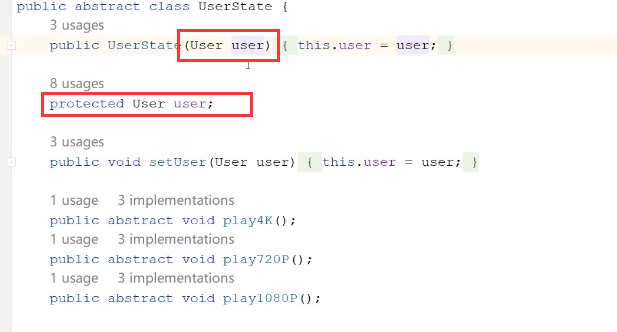 public abstract class UserState {
3 usages
public UserState(User user) { this.user = user; }
8 usages
protected User user;
3 usages
public void setUser(User user) { this.user = user; }
1 usage 3 implementations
public abstract void play4K();
1 usage 3 implementations
public abstract void play720P();
1 usage 3 implementations
public abstract void play1080P();